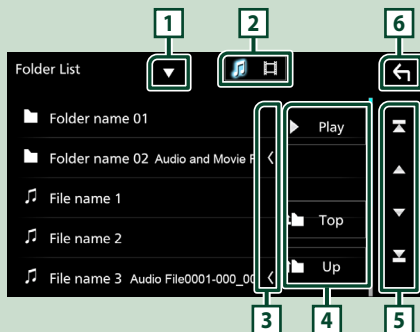 1 2 6
Folder List
Folder name 01
Play
Folder name 02 Audio and Movie F
File name 1
File name 2
Top
File name 3 Audio File0001-000_00
Up
3 4 5